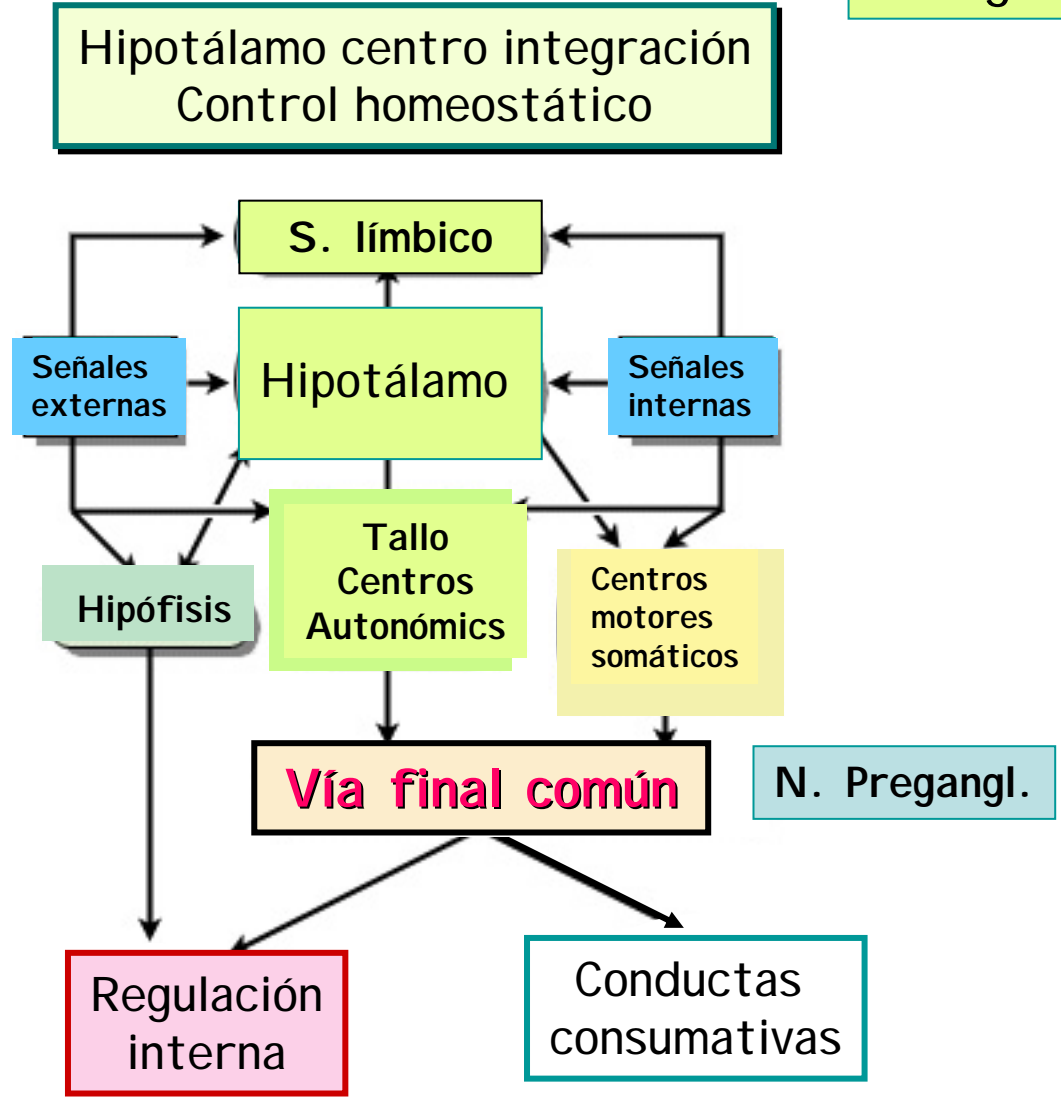 Hipotálamo centro integración
Control homeostático
S. límbico
Señales
externas
Hipotálamo
Señales
internas
Hipófisis
Tallo
Centros
Autonómics
Centros
motores
somáticos
Vía final común
N. Pregangl.
Regulación
interna
Conductas
consumativas